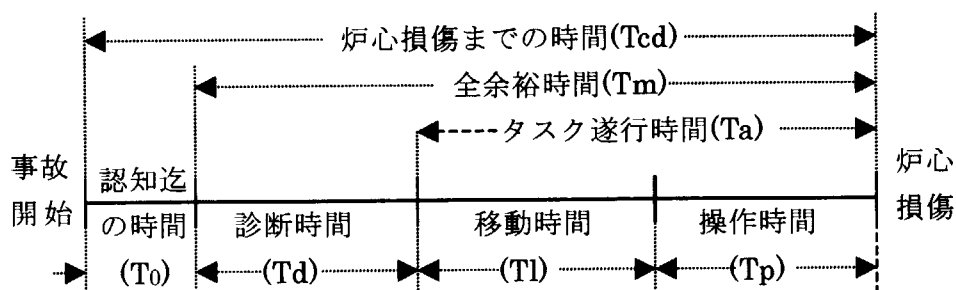 炉心損傷までの時間(Tcd)
全余裕時間(Tm)
タスク遂行時間(Ta)
事故
開始
認知迄
の時間
(T0)
診断時間
(Td)
移動時間
(Tl)
操作時間
(Tp)
炉心
損傷